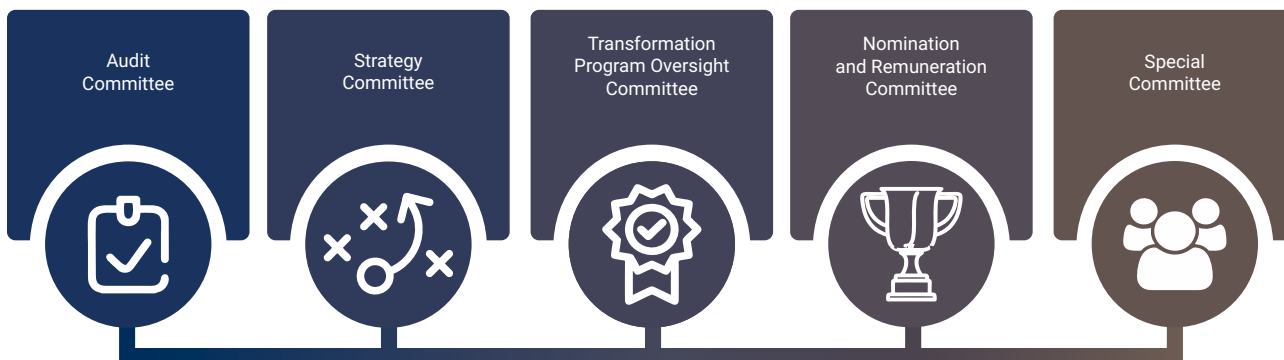 Audit
Committee
Strategy
Committee
Transformation
Program Oversight
Committee
Nomination
and Remuneration
Committee
Special
Committee